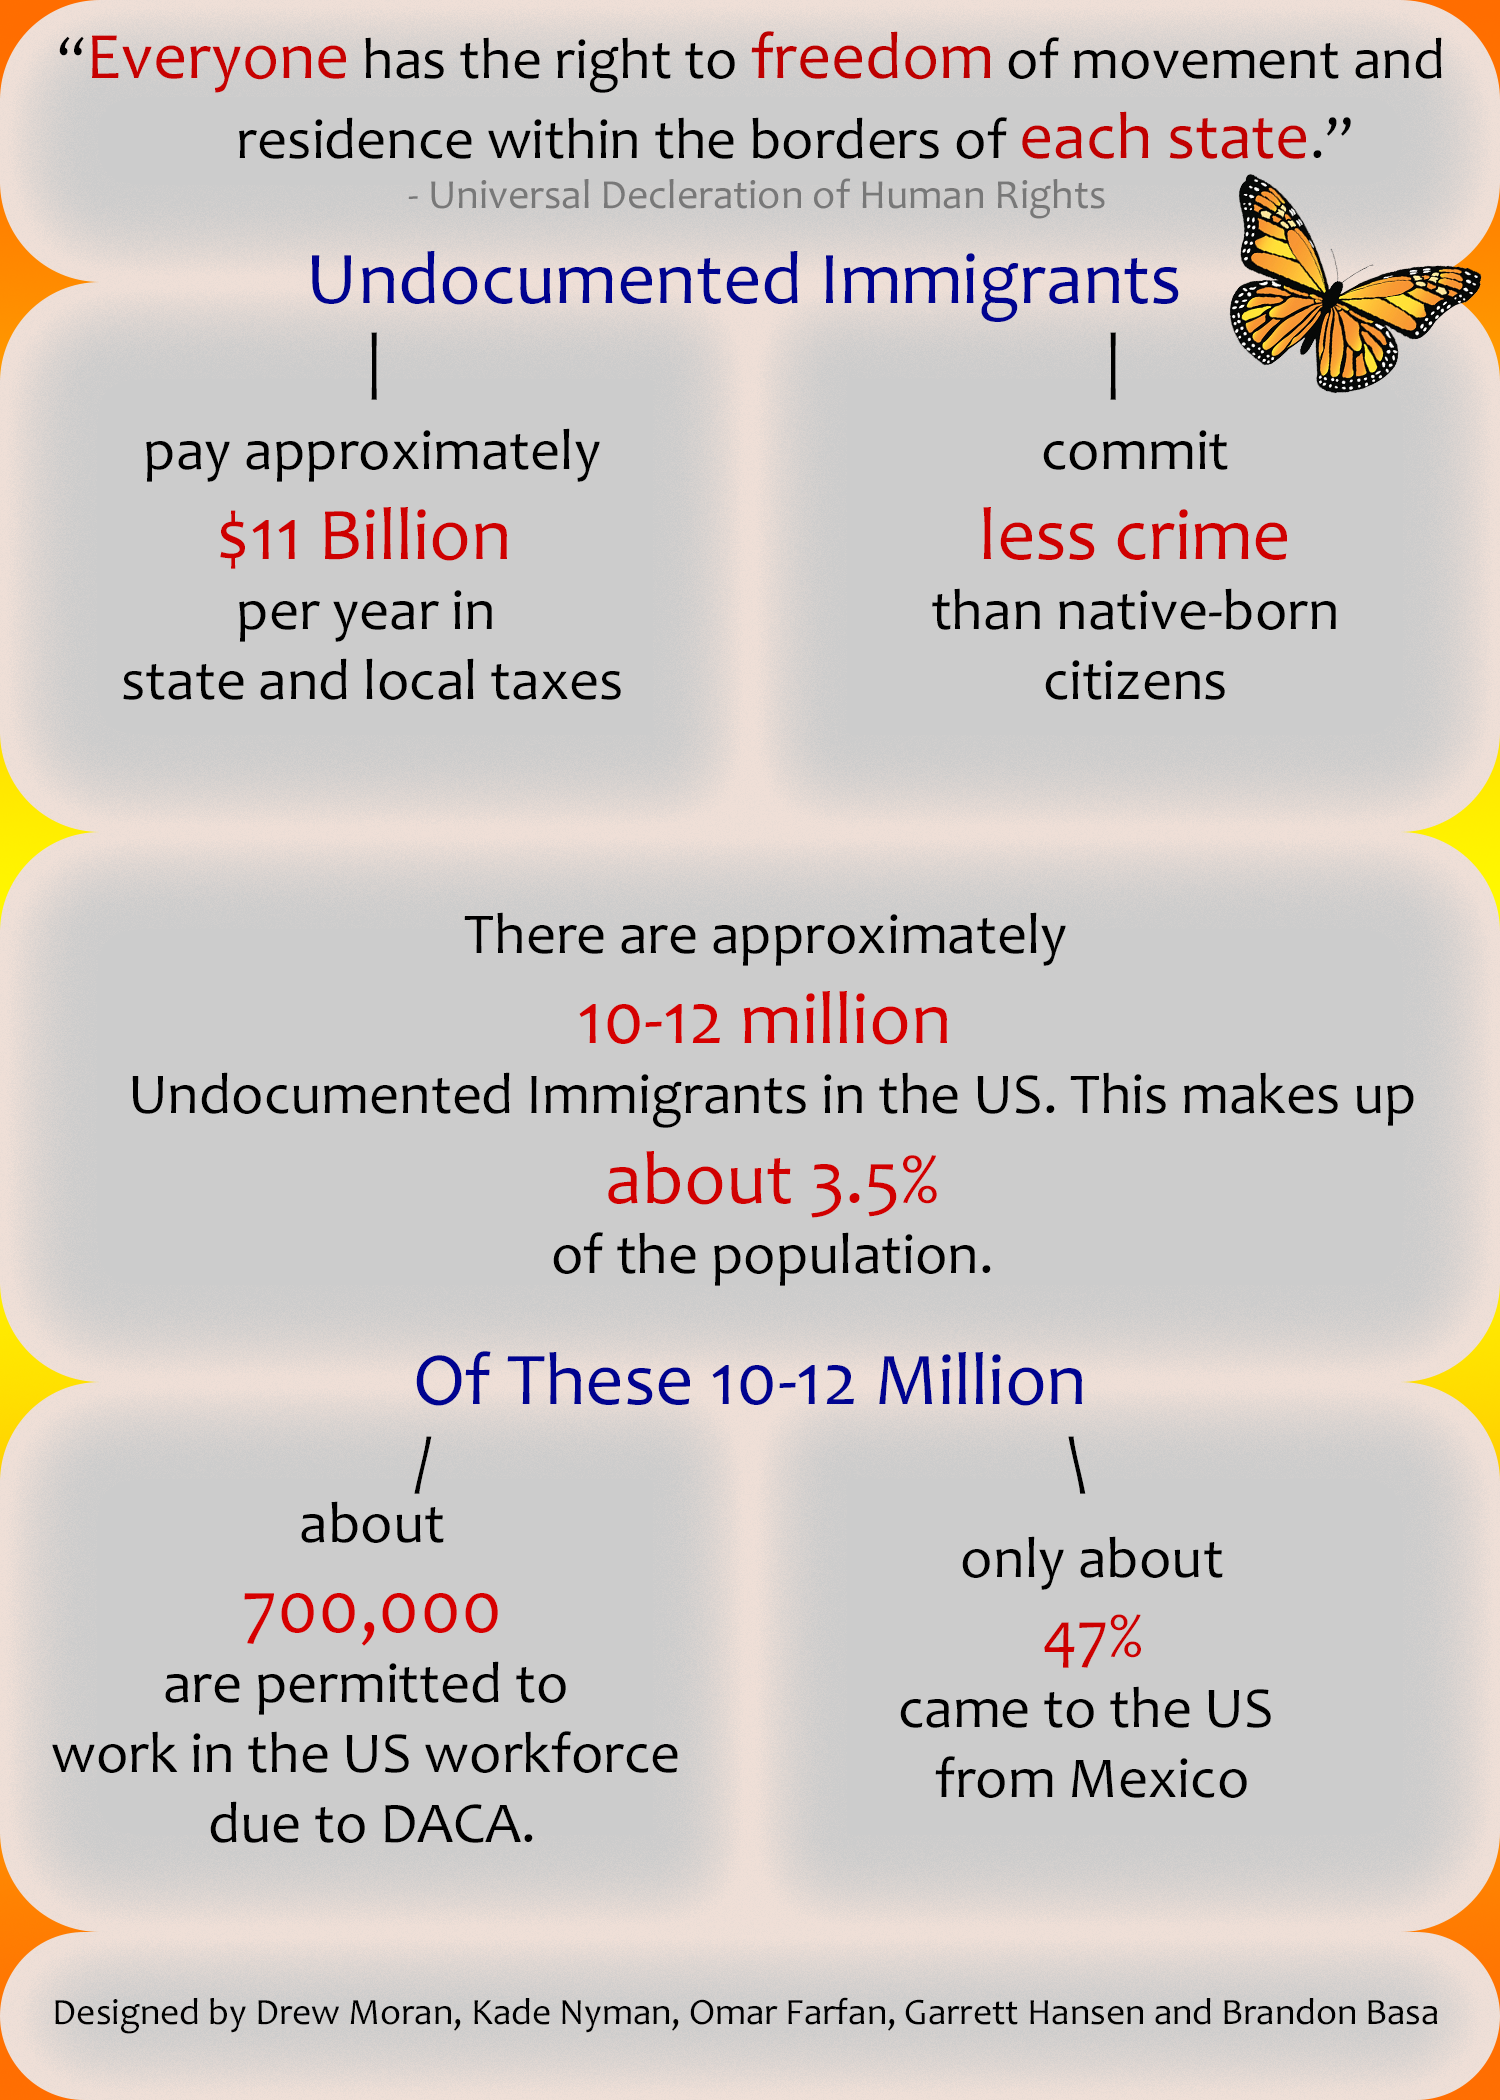 “Everyone has the right to freedom of movement and
residence within the borders of each state.”
- Universal Decleration of Human Rights
Undocumented Immigrants
pay approximately
$11 Billion
per year in
state and local taxes
commit
less crime
than native-born
citizens
There are approximately
10-12 million
Undocumented Immigrants in the US. This makes up
about 3.5%
of the population.
Of These 10-12 Million
about
700,000
are permitted to
work in the US workforce
due to DACA.
only about
47%
came to the US
from Mexico
Designed by Drew Moran, Kade Nyman, Omar Farfan, Garrett Hansen and Brandon Basa